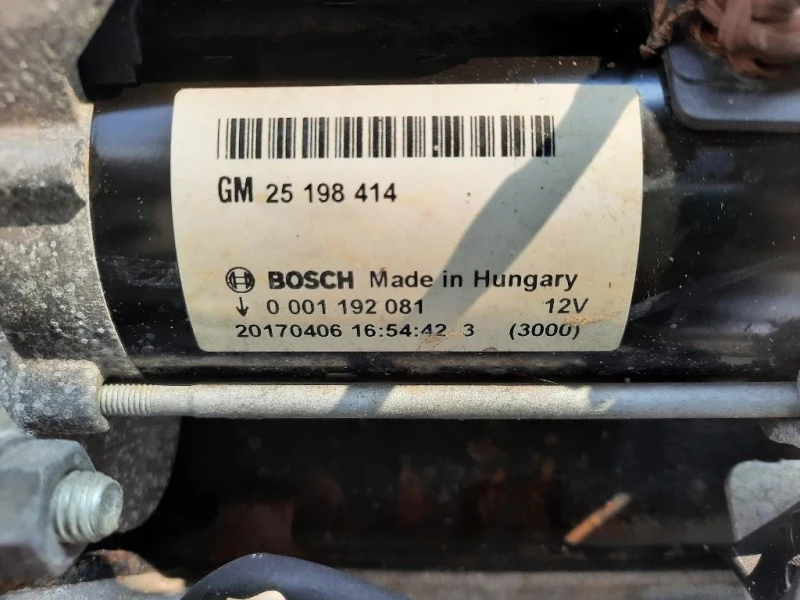 GM 25 198 414
BOSCH Made in Hungary
↓ 0 001 192 081 12V
20170406 16:54:42 3 (3000)